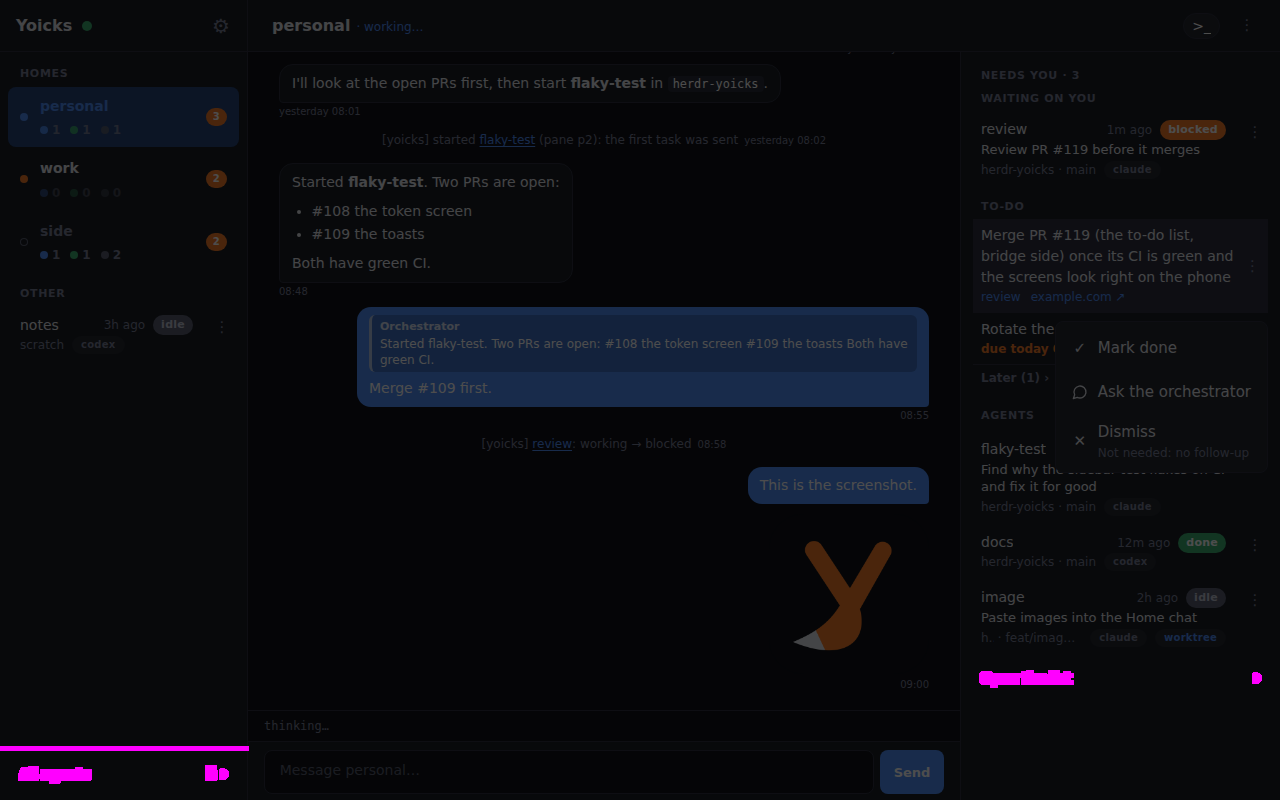 Yoicks
HOMES
personal 3
1 1 1
work 2
0 0 0
side 2
1 1 2
OTHER
notes 3h ago idle
scratch codex
personal · working…
>_
I'll look at the open PRs first, then start flaky-test in herdr-yoicks.
yesterday 08:01
[yoicks] started flaky-test (pane p2); the first task was sent yesterday 08:02
Started flaky-test. Two PRs are open:
• #108 the token screen
• #109 the toasts
Both have green CI.
08:48
Orchestrator
Started flaky-test. Two PRs are open: #108 the token screen #109 the toasts Both have
green CI.
Merge #109 first.
08:55
[yoicks] review: working → blocked 08:58
This is the screenshot.
09:00
thinking…
Message personal…
Send
NEEDS YOU · 3
WAITING ON YOU
review 1m ago blocked
Review PR #119 before it merges
herdr-yoicks · main claude
TO-DO
Merge PR #119 (the to-do list,
bridge side) once its CI is green and
the screens look right on the phone
review example.com ↗
Rotate the
due today
Later (1) ›
✓ Mark done
Ask the orchestrator
✕ Dismiss
Not needed: no follow-up
AGENTS
flaky-test
Find why the
and fix it for good
herdr-yoicks · main claude
docs 12m ago done
herdr-yoicks · main codex
image 2h ago idle
Paste images into the Home chat
h. · feat/imag… claude worktree